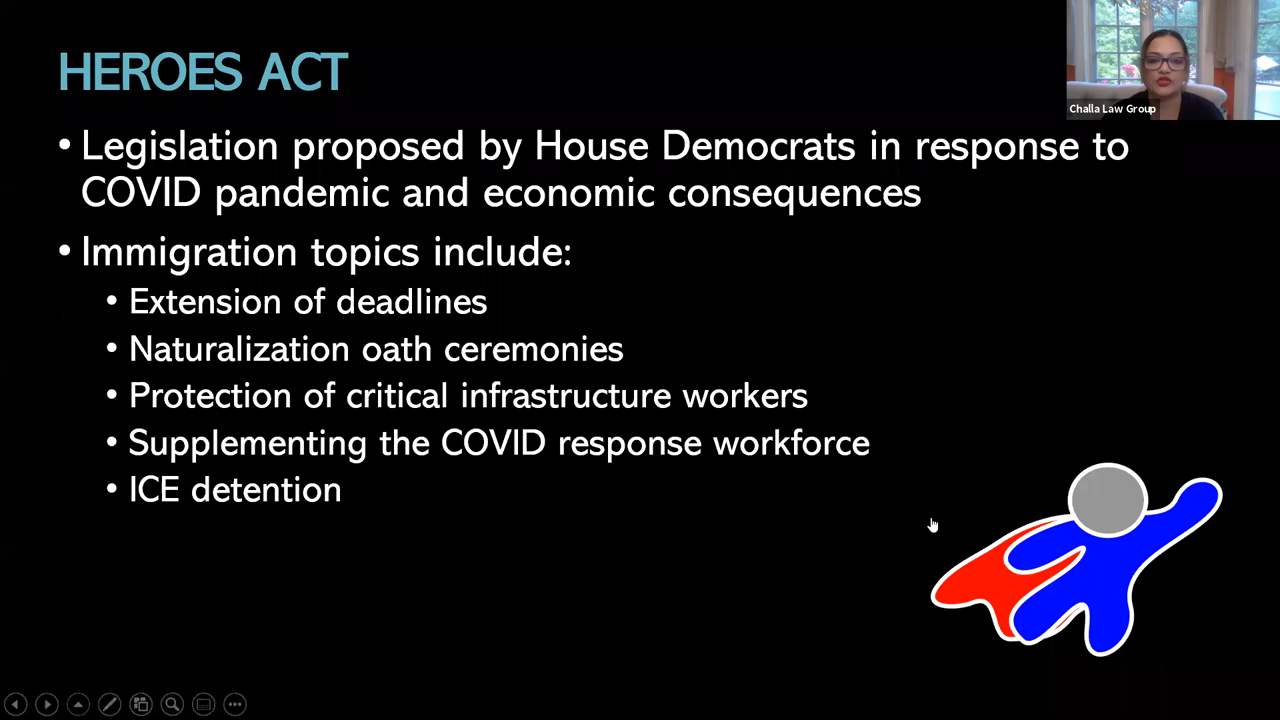 HEROES ACT
Challa Law Group
• Legislation proposed by House Democrats in response to
COVID pandemic and economic consequences
• Immigration topics include:
• Extension of deadlines
• Naturalization oath ceremonies
• Protection of critical infrastructure workers
• Supplementing the COVID response workforce
• ICE detention